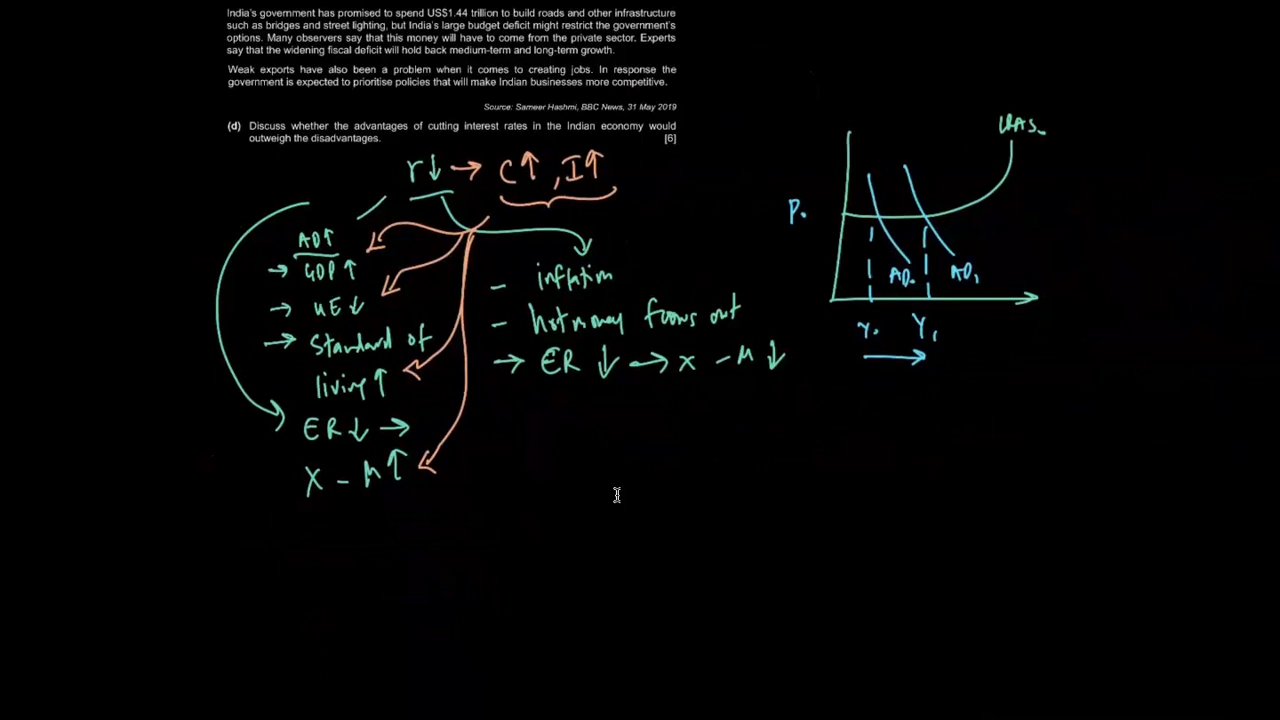 India's government has promised to spend US$1.44 trillion to build roads and other infrastructure
such as bridges and street lighting, but India's large budget deficit might restrict the government's
options. Many observers say that this money will have to come from the private sector. Experts
say that the widening fiscal deficit will hold back medium-term and long-term growth.
Weak exports have also been a problem when it comes to creating jobs. In response the
government is expected to prioritise policies that will make Indian businesses more competitive.
Source: Sameer Hashmi, BBC News, 31 May 2019
(d) Discuss whether the advantages of cutting interest rates in the Indian economy would
outweigh the disadvantages. [6]
r↓ → C↑, I↑
AD↑
→ GDP↑
→ UE↓
→ Standard of
living↑
ER↓ →
X - M↑
- inflation
- hot money flows out
→ ER ↓ → X - M↓
LRAS
P.
AD. AD1
Y. Y1